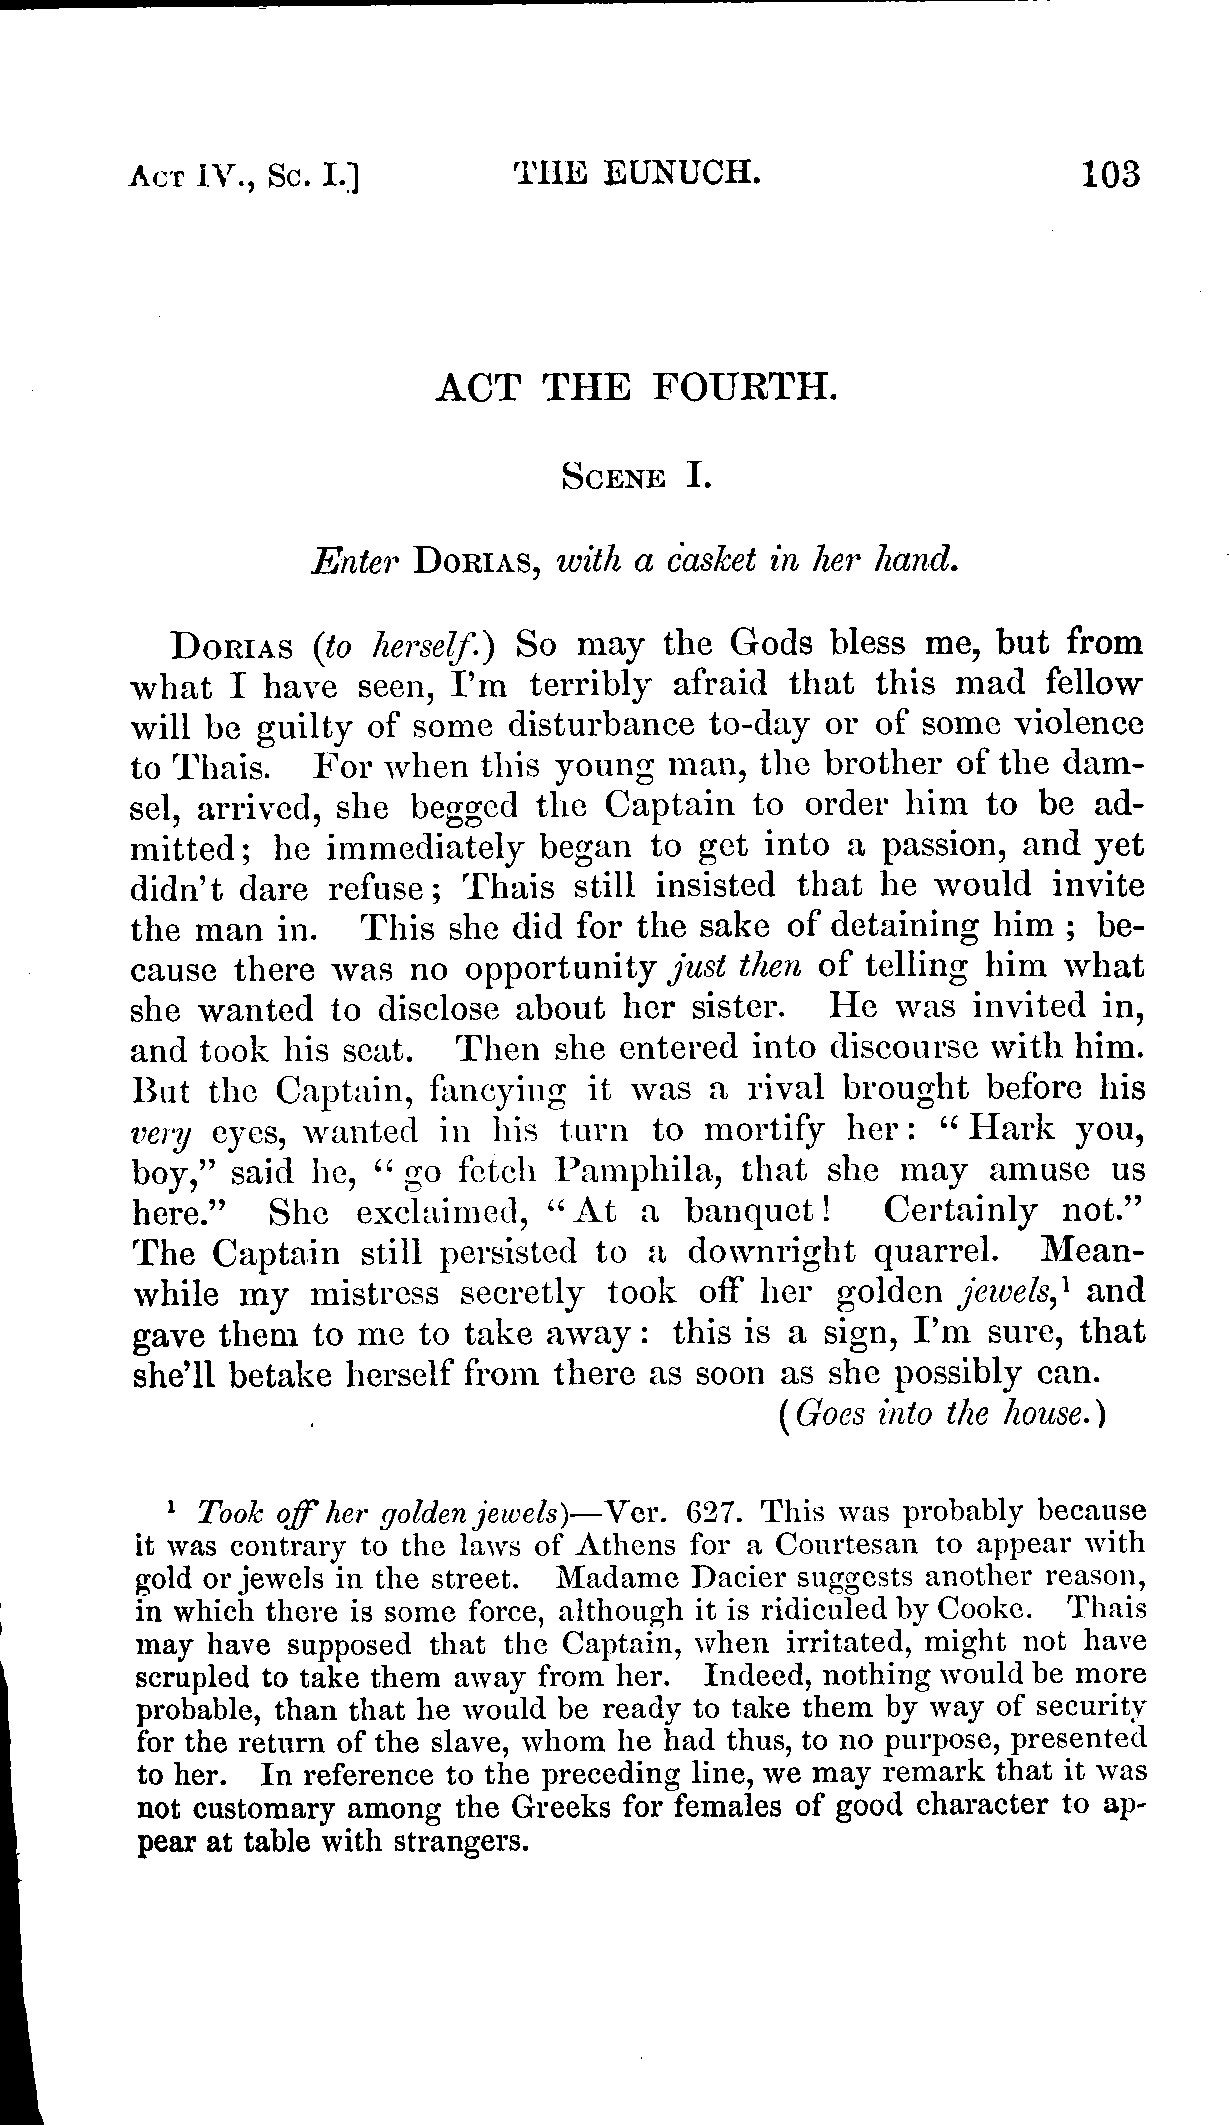 ACT IV., Sc. I.] THE EUNUCH. 103
ACT THE FOURTH.
SCENE I.
Enter DORIAS, with a casket in her hand.
DORIAS (to herself.) So may the Gods bless me, but from
what I have seen, I'm terribly afraid that this mad fellow
will be guilty of some disturbance to-day or of some violence
to Thais. For when this young man, the brother of the dam-
sel, arrived, she begged the Captain to order him to be ad-
mitted; he immediately began to get into a passion, and yet
didn't dare refuse; Thais still insisted that he would invite
the man in. This she did for the sake of detaining him; be-
cause there was no opportunity just then of telling him what
she wanted to disclose about her sister. He was invited in,
and took his seat. Then she entered into discourse with him.
But the Captain, fancying it was a rival brought before his
very eyes, wanted in his turn to mortify her: "Hark you,
boy," said he, "go fetch Pamphila, that she may amuse us
here." She exclaimed, "At a banquet! Certainly not."
The Captain still persisted to a downright quarrel. Mean-
while my mistress secretly took off her golden jewels,¹ and
gave them to me to take away: this is a sign, I'm sure, that
she'll betake herself from there as soon as she possibly can.
(Goes into the house.)
¹ Took off her golden jewels)—Ver. 627. This was probably because
it was contrary to the laws of Athens for a Courtesan to appear with
gold or jewels in the street. Madame Dacier suggests another reason,
in which there is some force, although it is ridiculed by Cooke. Thais
may have supposed that the Captain, when irritated, might not have
scrupled to take them away from her. Indeed, nothing would be more
probable, than that he would be ready to take them by way of security
for the return of the slave, whom he had thus, to no purpose, presented
to her. In reference to the preceding line, we may remark that it was
not customary among the Greeks for females of good character to ap-
pear at table with strangers.